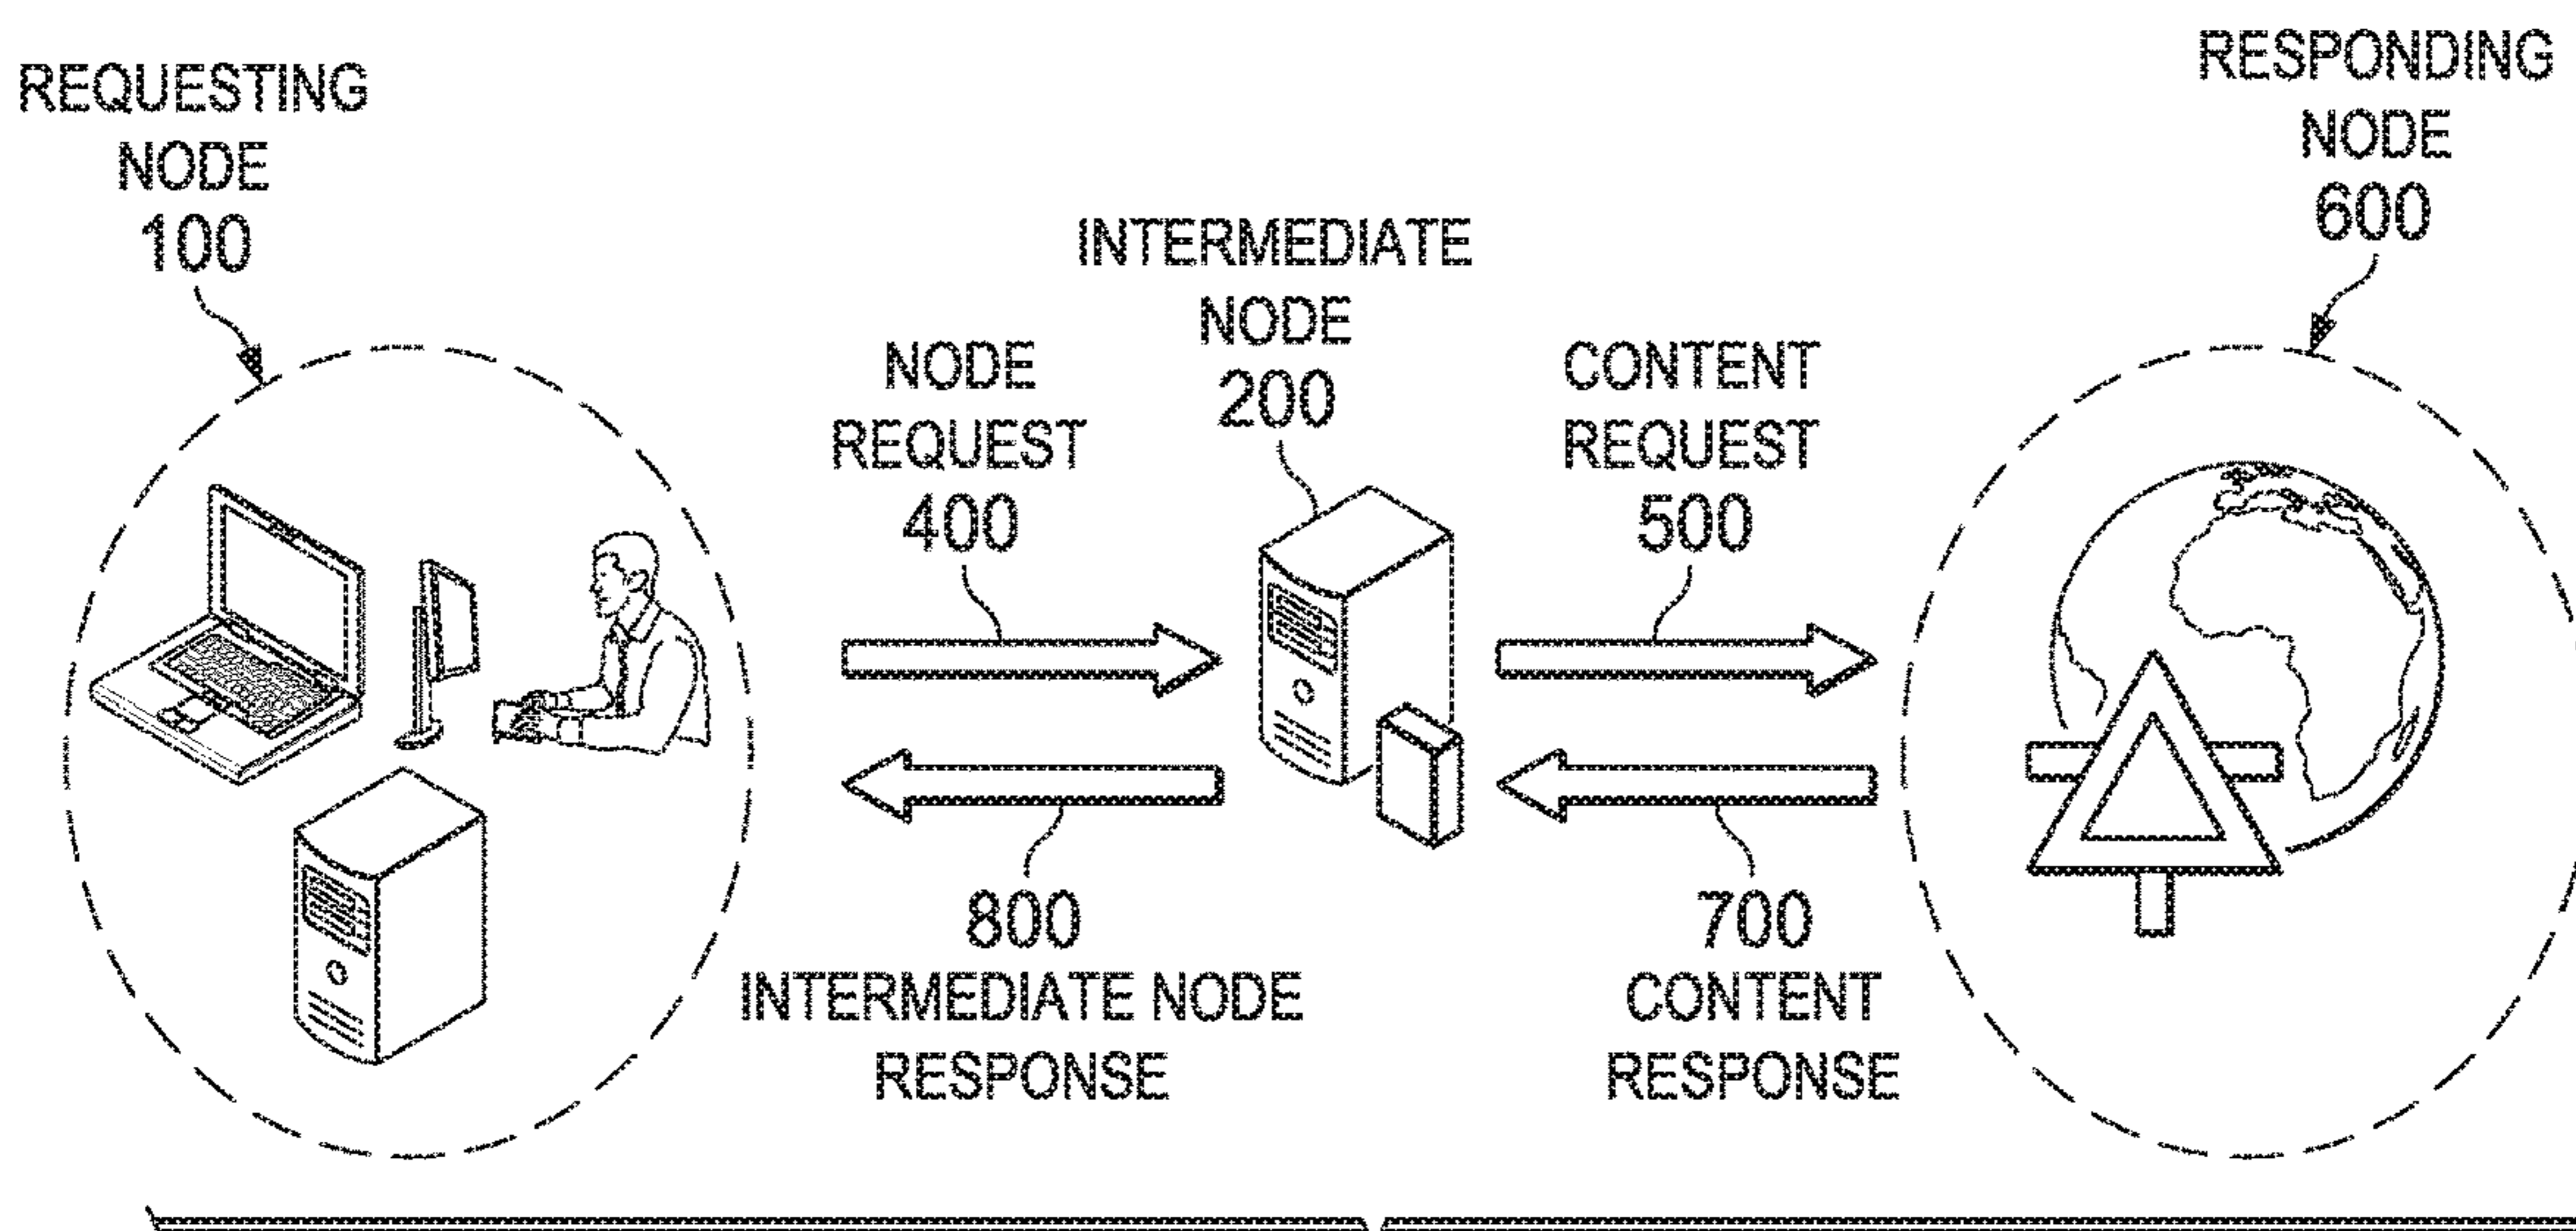 REQUESTING
NODE
100
NODE
REQUEST
400
INTERMEDIATE
NODE
200
CONTENT
REQUEST
500
RESPONDING
NODE
600
800
INTERMEDIATE NODE
RESPONSE
700
CONTENT
RESPONSE